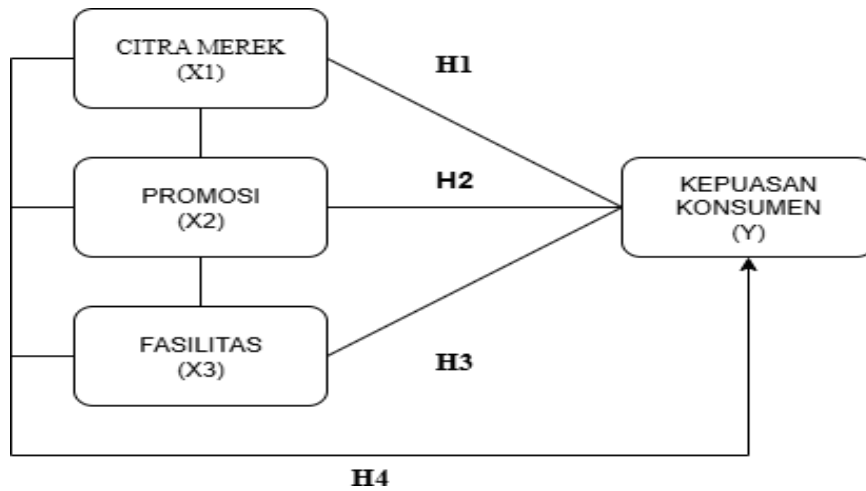 CITRA MEREK
(X1)
H1
PROMOSI
(X2)
H2
KEPUASAN
KONSUMEN
(Y)
FASILITAS
(X3)
H3
H4